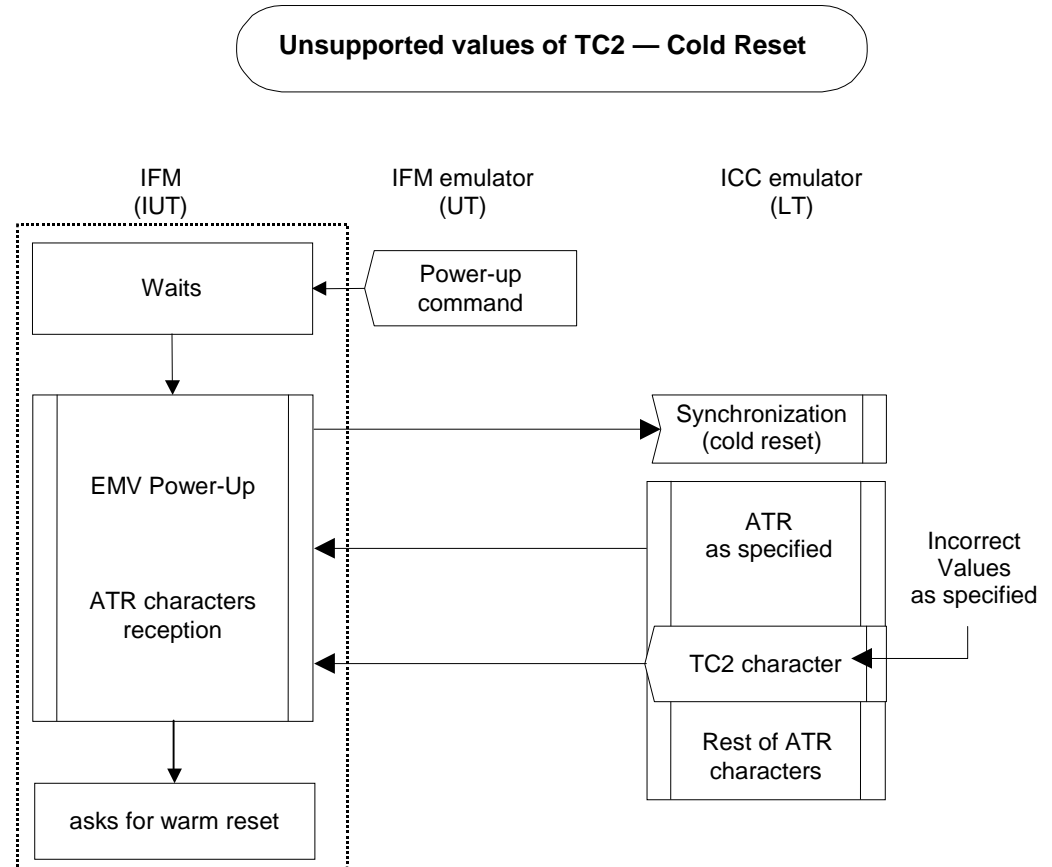 Unsupported values of TC2 — Cold Reset
IFM
(IUT)
IFM emulator
(UT)
ICC emulator
(LT)
Waits
Power-up
command
Synchronization
(cold reset)
EMV Power-Up
ATR
as specified
Incorrect
Values
as specified
ATR characters
reception
TC2 character
Rest of ATR
characters
asks for warm reset